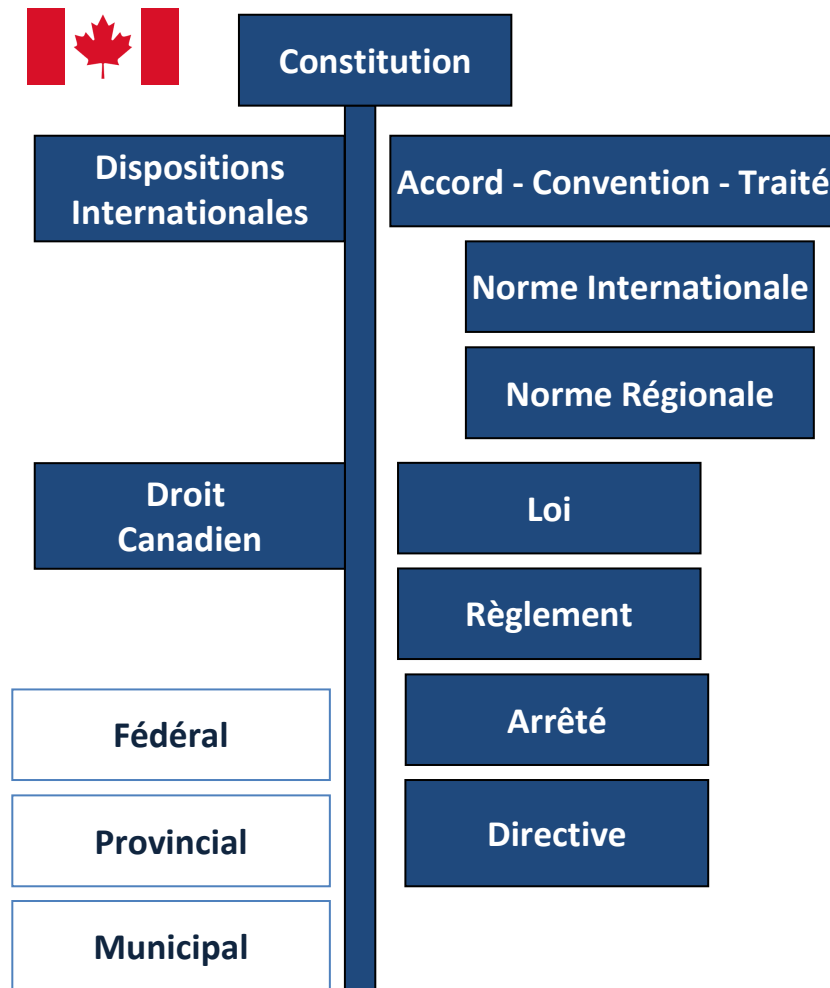 Constitution
Dispositions
Internationales
Accord - Convention - Traité
Norme Internationale
Norme Régionale
Droit
Canadien
Loi
Règlement
Fédéral
Arrêté
Provincial
Directive
Municipal